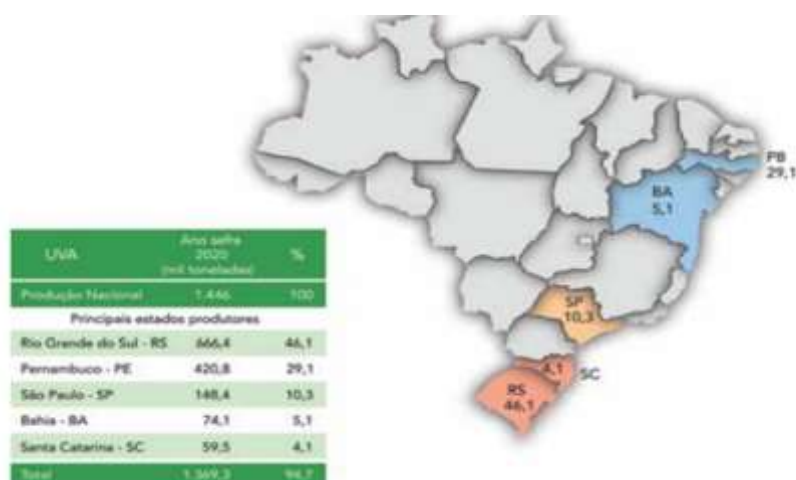 UVA
Ano safra
2020
(mil toneladas)
%
Produção Nacional 1.446 100
Principais estados produtores
Rio Grande do Sul - RS 666,4 46,1
Pernambuco - PE 420,8 29,1
São Paulo - SP 148,4 10,3
Bahia - BA 74,1 5,1
Santa Catarina - SC 59,5 4,1
Total 1.369,3 94,7
PB
29,1
BA
5,1
SP
10,3
4,1
SC
RS
46,1